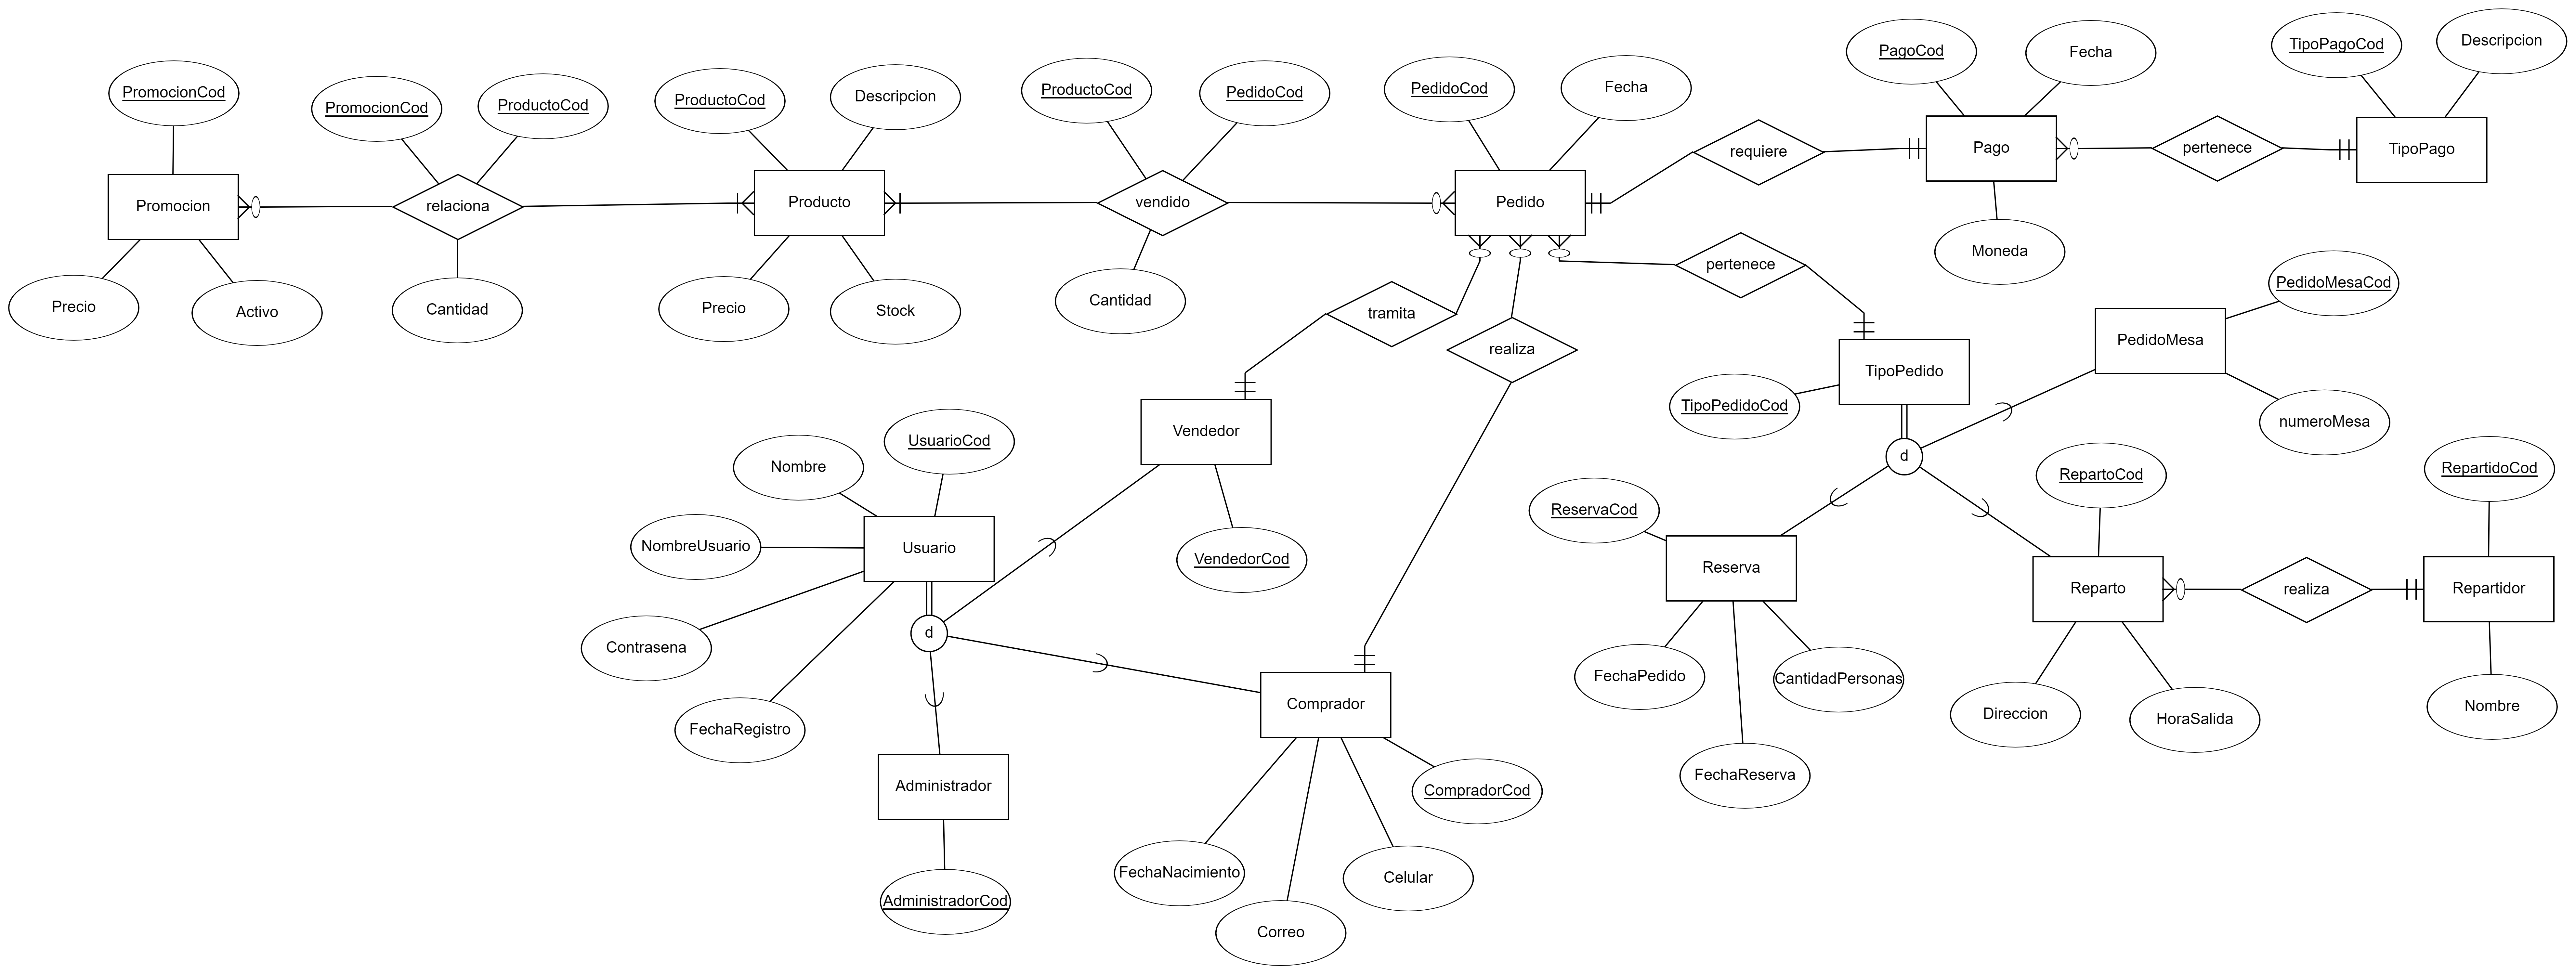 PromocionCod
PromocionCod
ProductoCod
ProductoCod
Descripcion
ProductoCod
PedidoCod
PedidoCod
Fecha
PagoCod
Fecha
TipoPagoCod
Descripcion
Promocion
relaciona
Producto
vendido
Pedido
requiere
Pago
pertenece
TipoPago
Precio
Activo
Cantidad
Precio
Stock
Cantidad
tramita
realiza
pertenece
Moneda
PedidoMesaCod
PedidoMesa
TipoPedido
TipoPedidoCod
numeroMesa
Vendedor
UsuarioCod
Nombre
d
RepartoCod
RepartidoCod
NombreUsuario
Usuario
VendedorCod
ReservaCod
Reserva
Reparto
realiza
Repartidor
Contrasena
d
FechaRegistro
Comprador
FechaPedido
CantidadPersonas
Direccion
HoraSalida
Nombre
Administrador
FechaReserva
CompradorCod
FechaNacimiento
Celular
AdministradorCod
Correo